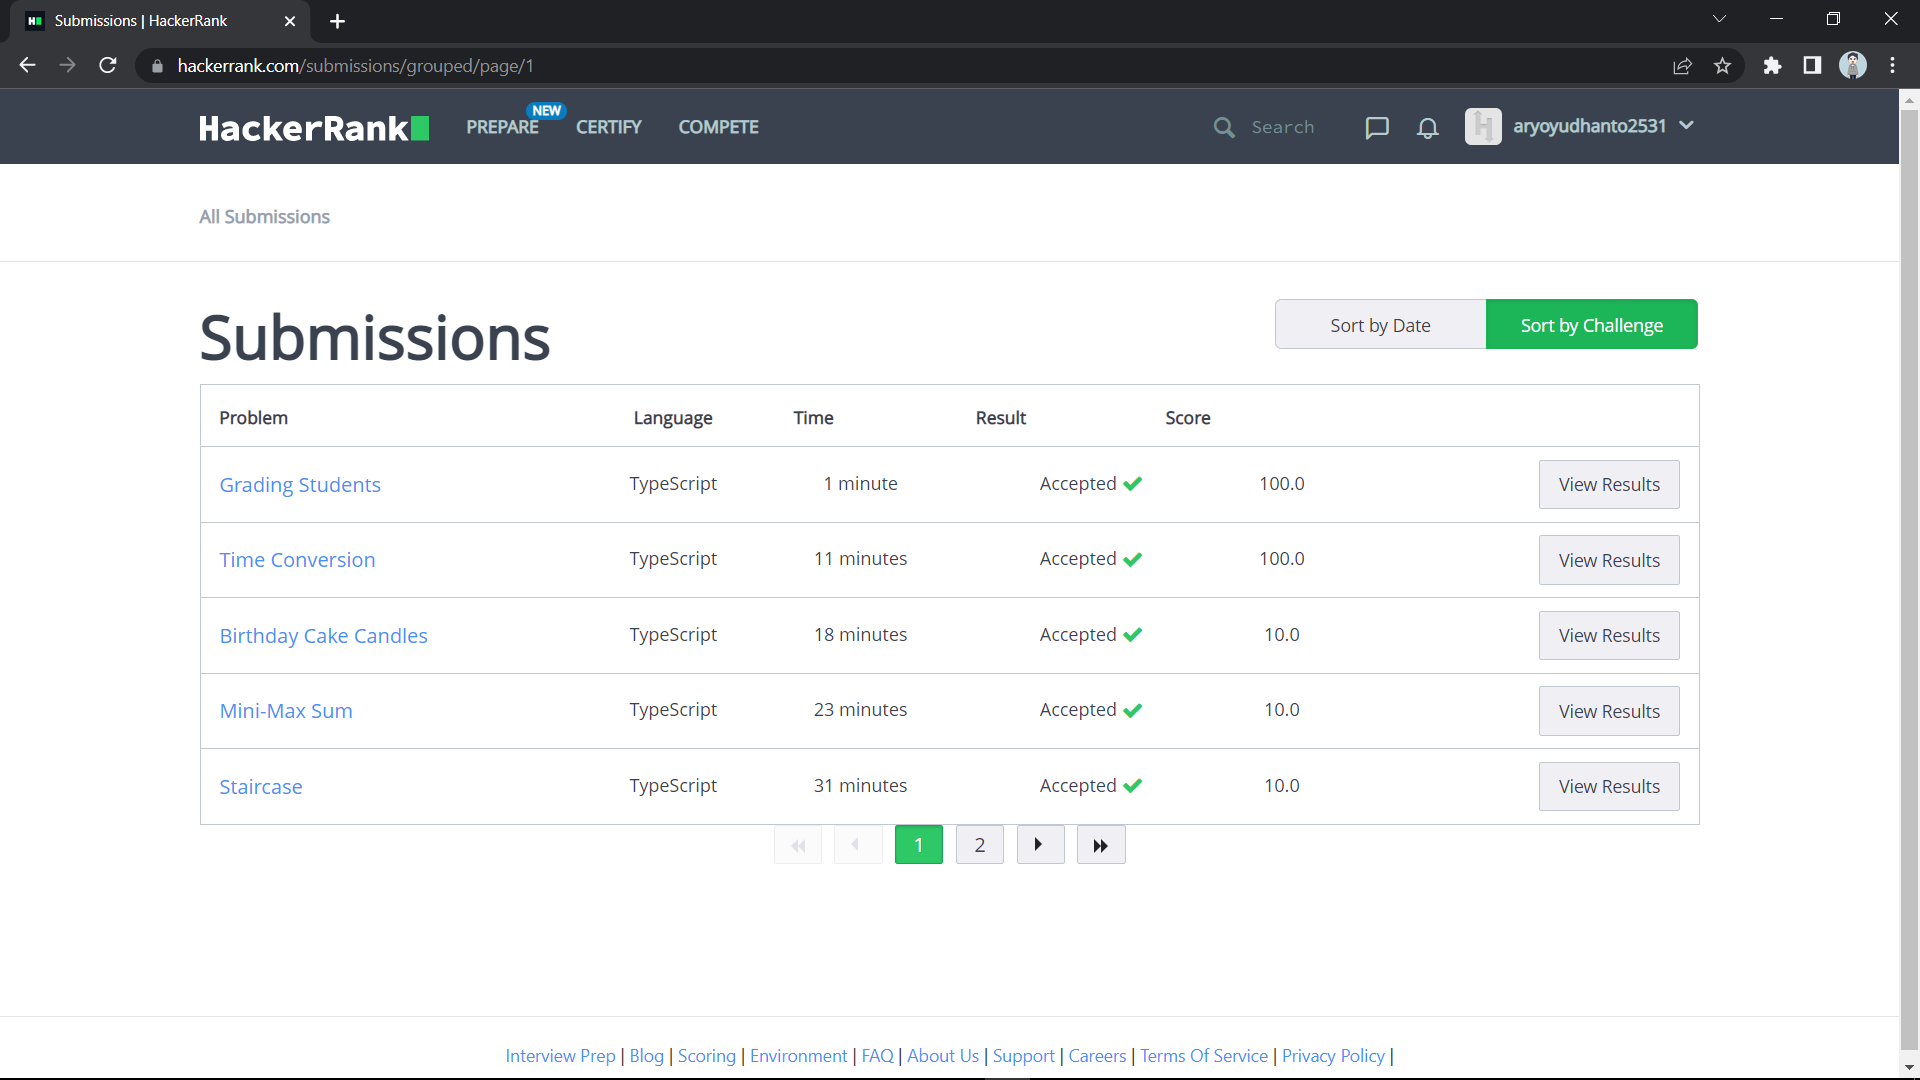 Submissions | HackerRank
hackerrank.com/submissions/grouped/page/1
HackerRank PREPARE NEW CERTIFY COMPETE Search aryoyudhanto2531
All Submissions
Submissions
Sort by Date Sort by Challenge
Problem Language Time Result Score
Grading Students TypeScript 1 minute Accepted 100.0 View Results
Time Conversion TypeScript 11 minutes Accepted 100.0 View Results
Birthday Cake Candles TypeScript 18 minutes Accepted 10.0 View Results
Mini-Max Sum TypeScript 23 minutes Accepted 10.0 View Results
Staircase TypeScript 31 minutes Accepted 10.0 View Results
1 2
Interview Prep | Blog | Scoring | Environment | FAQ | About Us | Support | Careers | Terms Of Service | Privacy Policy |